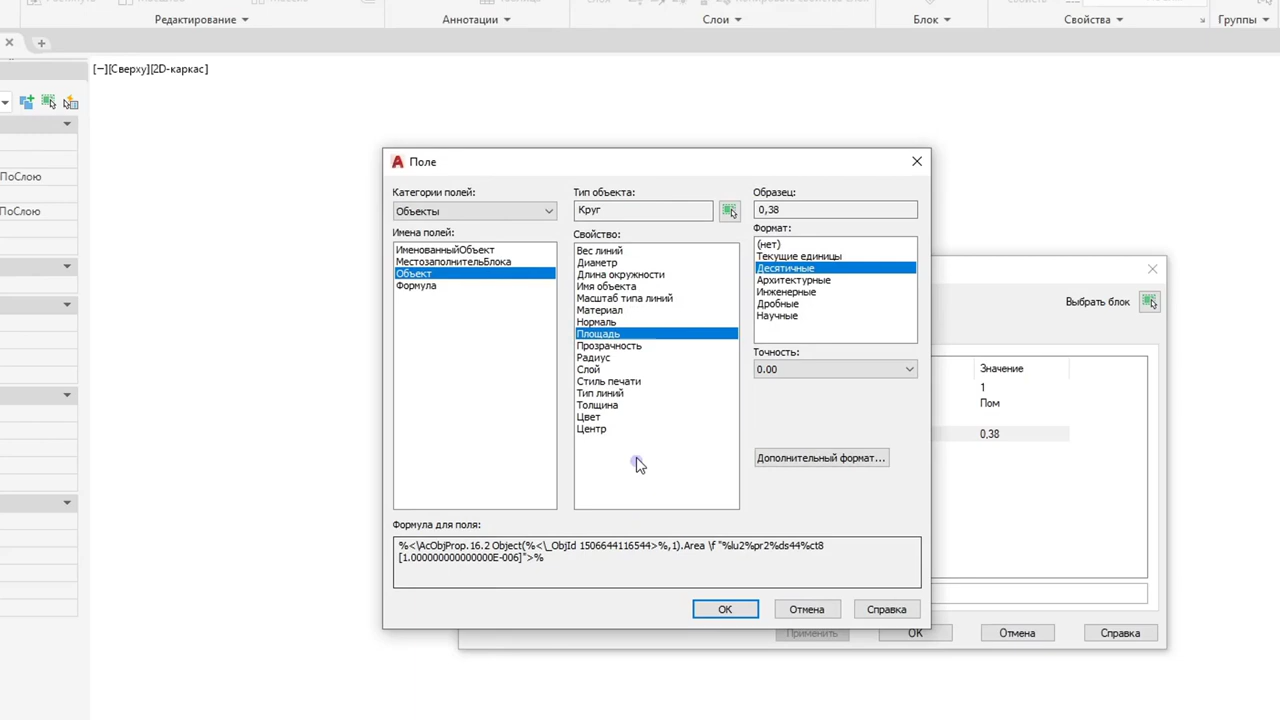 Редактирование
Аннотации
Слои
Блок
Свойства
Группы
[−][Сверху][2D-каркас]
ПоСлою
ПоСлою
Поле
Категории полей:
Объекты
Имена полей:
ИменованныйОбъект
МестозаполнительБлока
Объект
Формула
Тип объекта:
Круг
Свойство:
Вес линий
Диаметр
Длина окружности
Имя объекта
Масштаб типа линий
Материал
Нормаль
Площадь
Прозрачность
Радиус
Слой
Стиль печати
Тип линий
Толщина
Цвет
Центр
Образец:
0,38
Формат:
(нет)
Текущие единицы
Десятичные
Архитектурные
Инженерные
Дробные
Научные
Точность:
0.00
Дополнительный формат...
Формула для поля:
%<\AcObjProp.16.2 Object(%<\_ObjId 1506644116544>%,1).Area \f "%lu2%pr2%ds44%ct8
[1.000000000000000E-006]">%
ОК
Отмена
Справка
Выбрать блок
Значение
1
Пом
0,38
Применить
ОК
Отмена
Справка